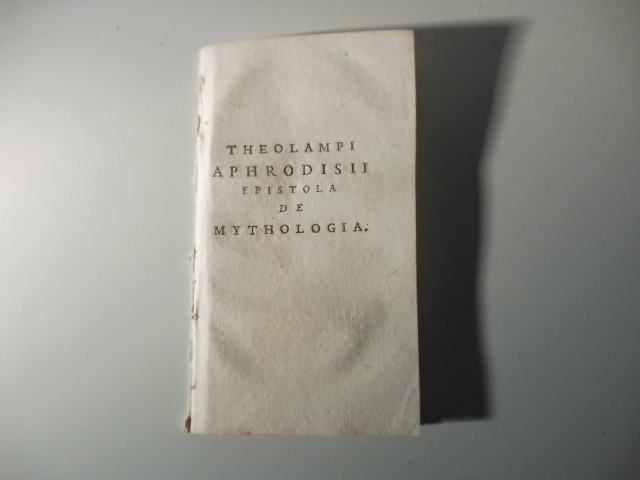 THEOLAMPI
APHRODISII
EPISTOLA
DE
MYTHOLOGIA.